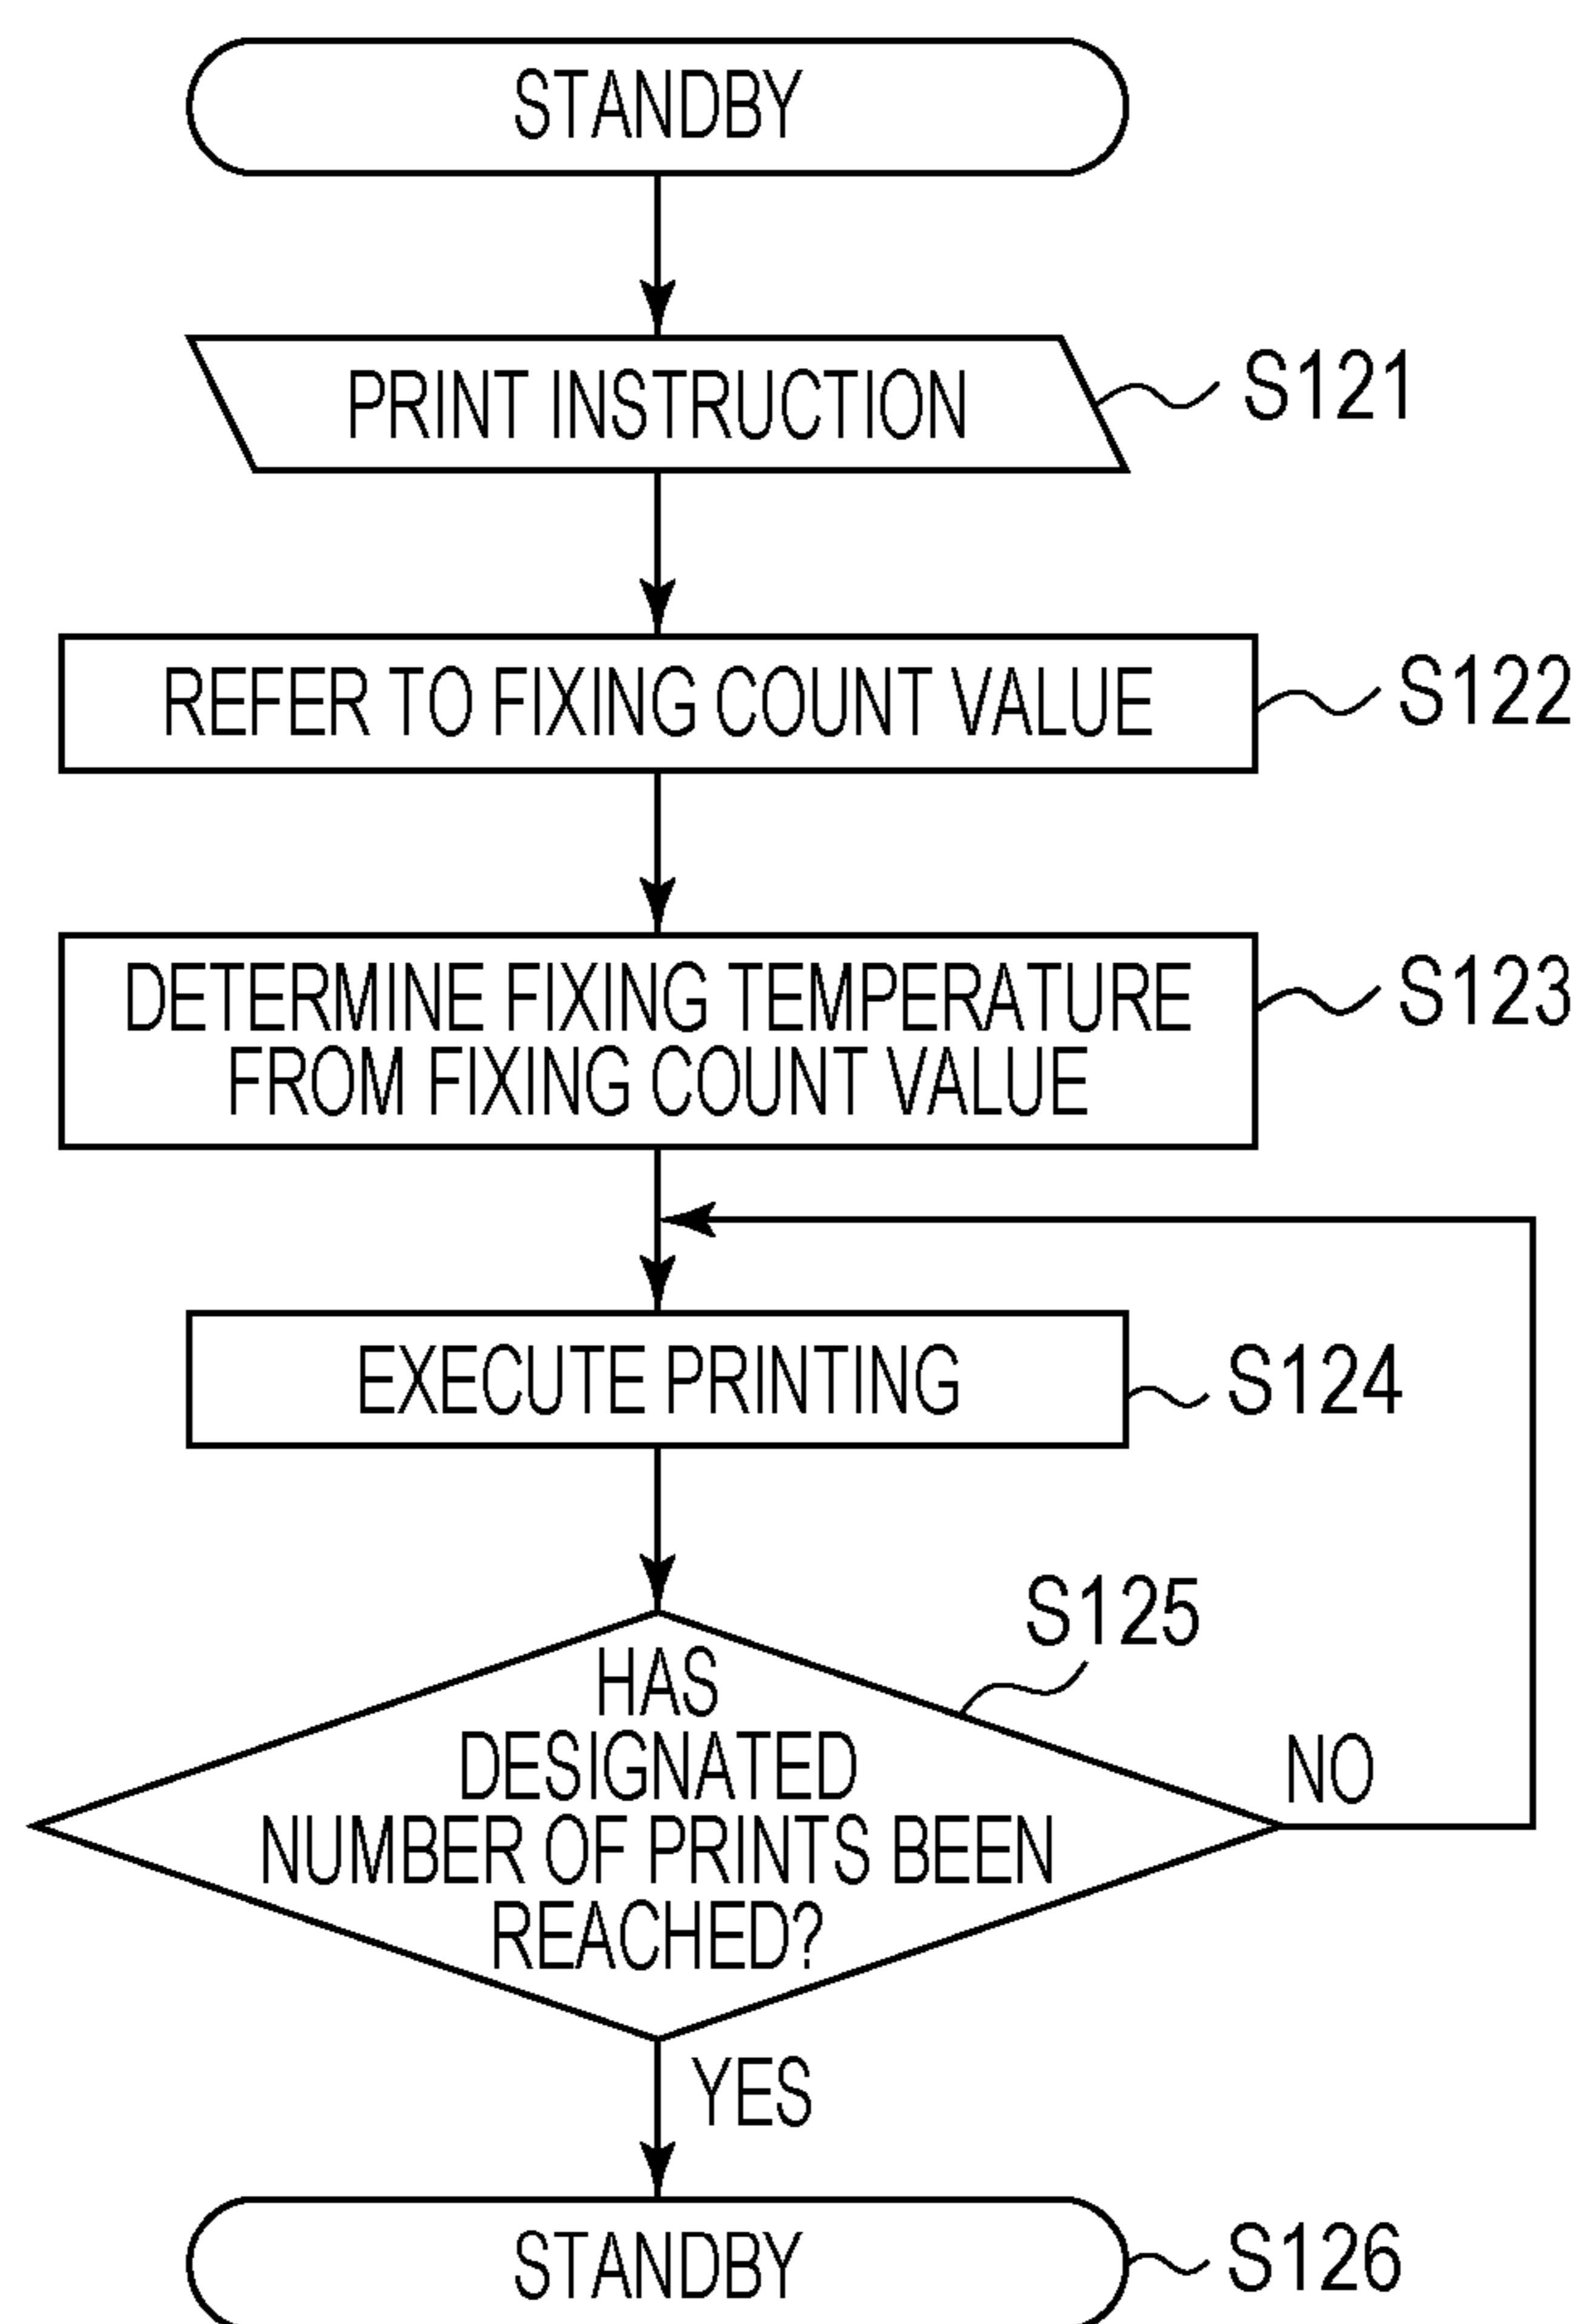 STANDBY
PRINT INSTRUCTION
S121
REFER TO FIXING COUNT VALUE
S122
DETERMINE FIXING TEMPERATURE
FROM FIXING COUNT VALUE
S123
EXECUTE PRINTING
S124
S125
HAS
DESIGNATED
NUMBER OF PRINTS BEEN
REACHED?
NO
YES
STANDBY
S126